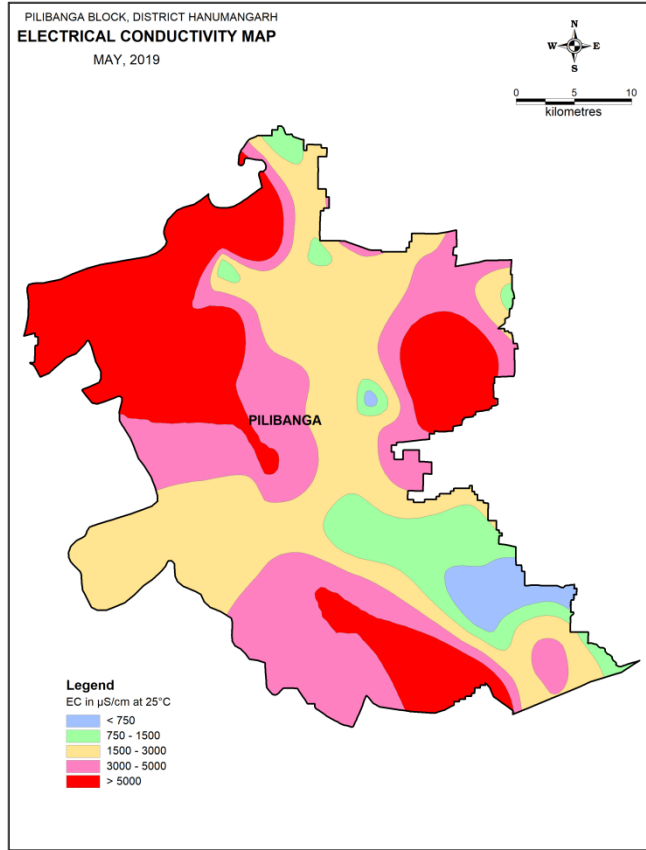 PILIBANGA BLOCK, DISTRICT HANUMANGARH
ELECTRICAL CONDUCTIVITY MAP
MAY, 2019
N
W E
S
0 5 10
kilometres
PILIBANGA
Legend
EC in µS/cm at 25°C
< 750
750 - 1500
1500 - 3000
3000 - 5000
> 5000